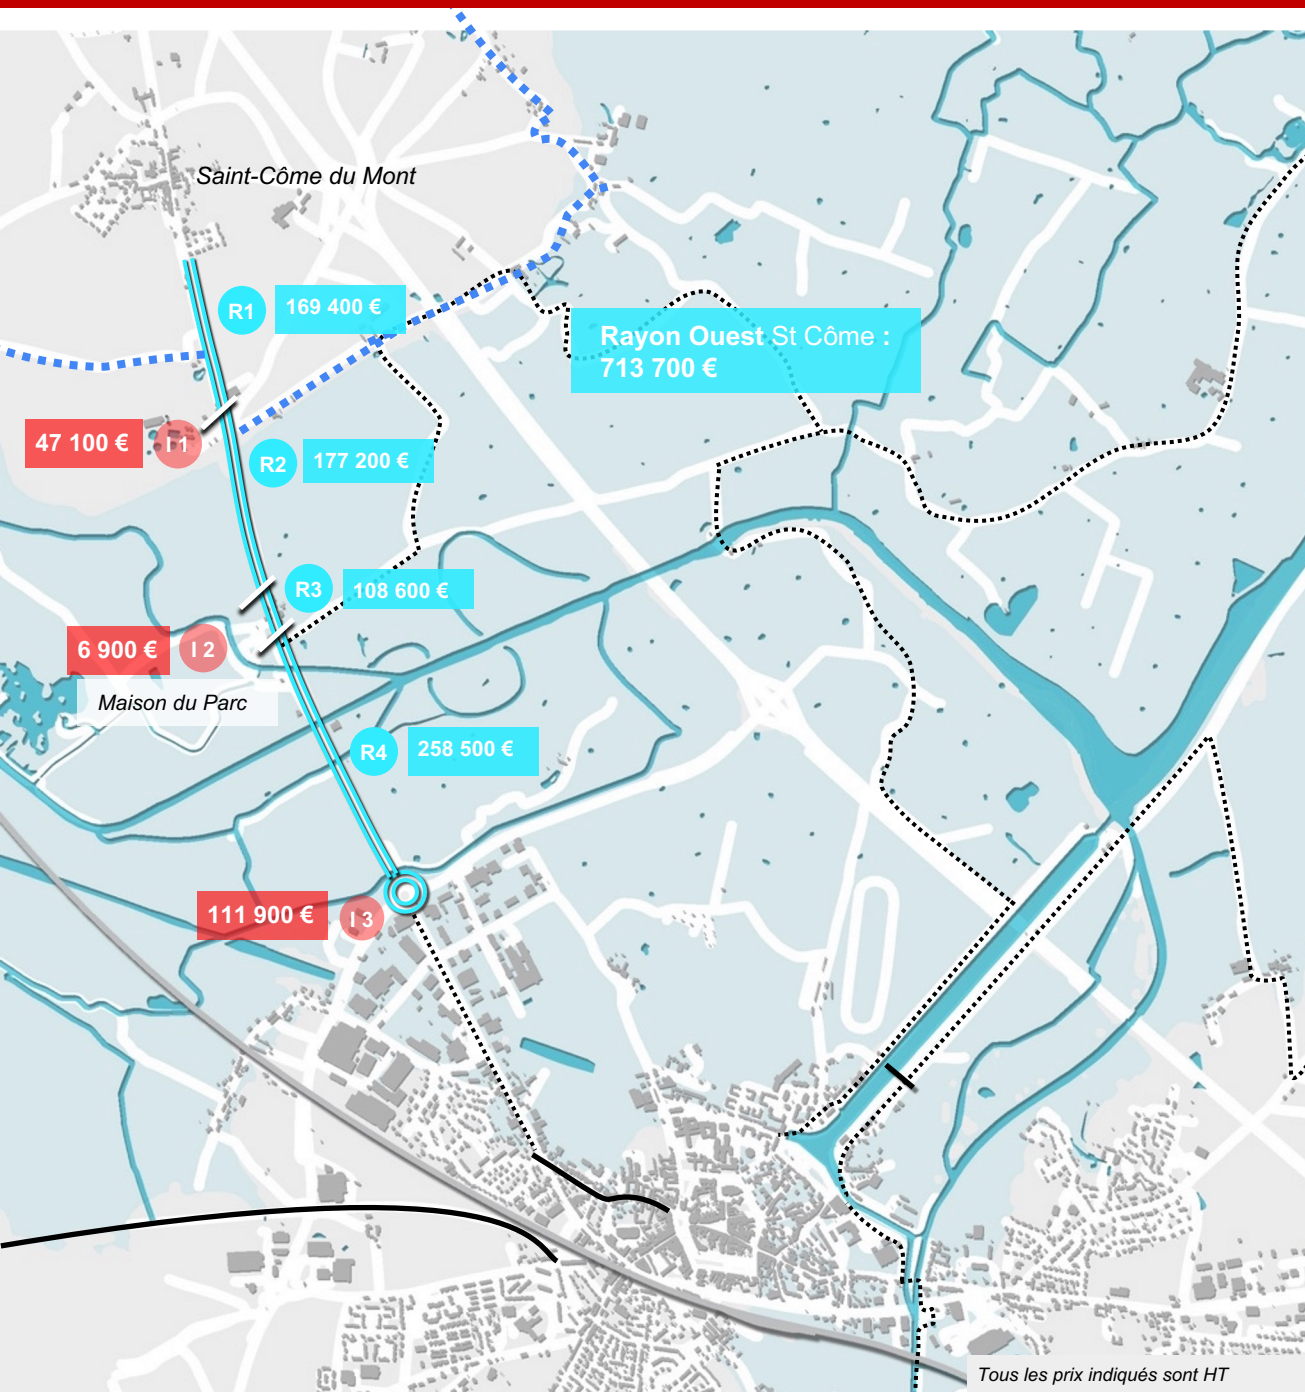 Saint-Côme du Mont
R1
169 400 €
Rayon Ouest St Côme :
713 700 €
47 100 €
I 1
R2
177 200 €
R3
108 600 €
6 900 €
I 2
Maison du Parc
R4
258 500 €
111 900 €
I 3
Tous les prix indiqués sont HT